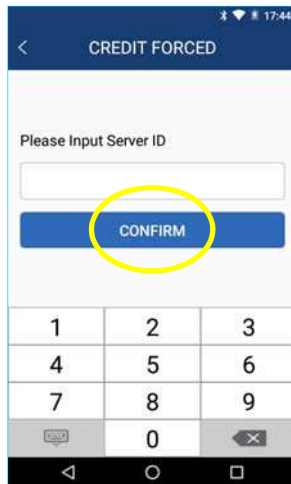 17:44
CREDIT FORCED
Please Input Server ID
CONFIRM
1 2 3
4 5 6
7 8 9
0